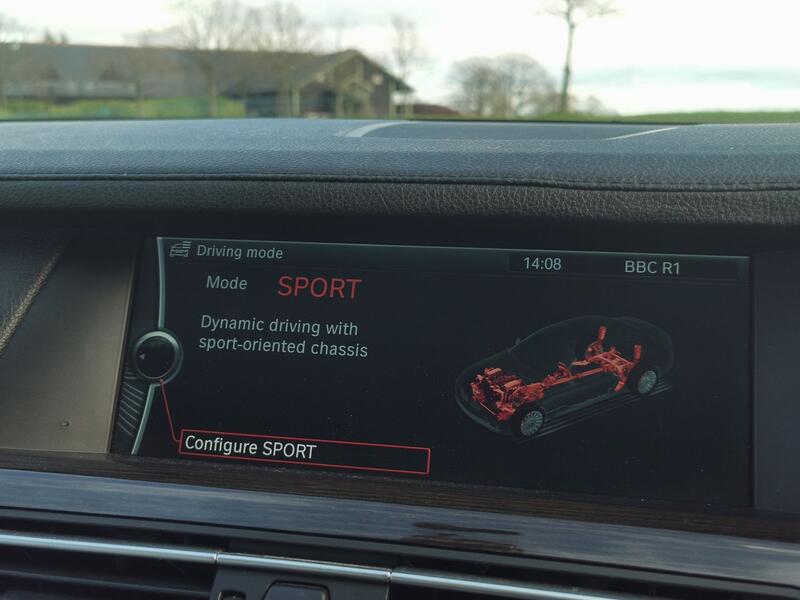 Driving mode
14:08
BBC R1
Mode SPORT
Dynamic driving with
sport-oriented chassis
Configure SPORT